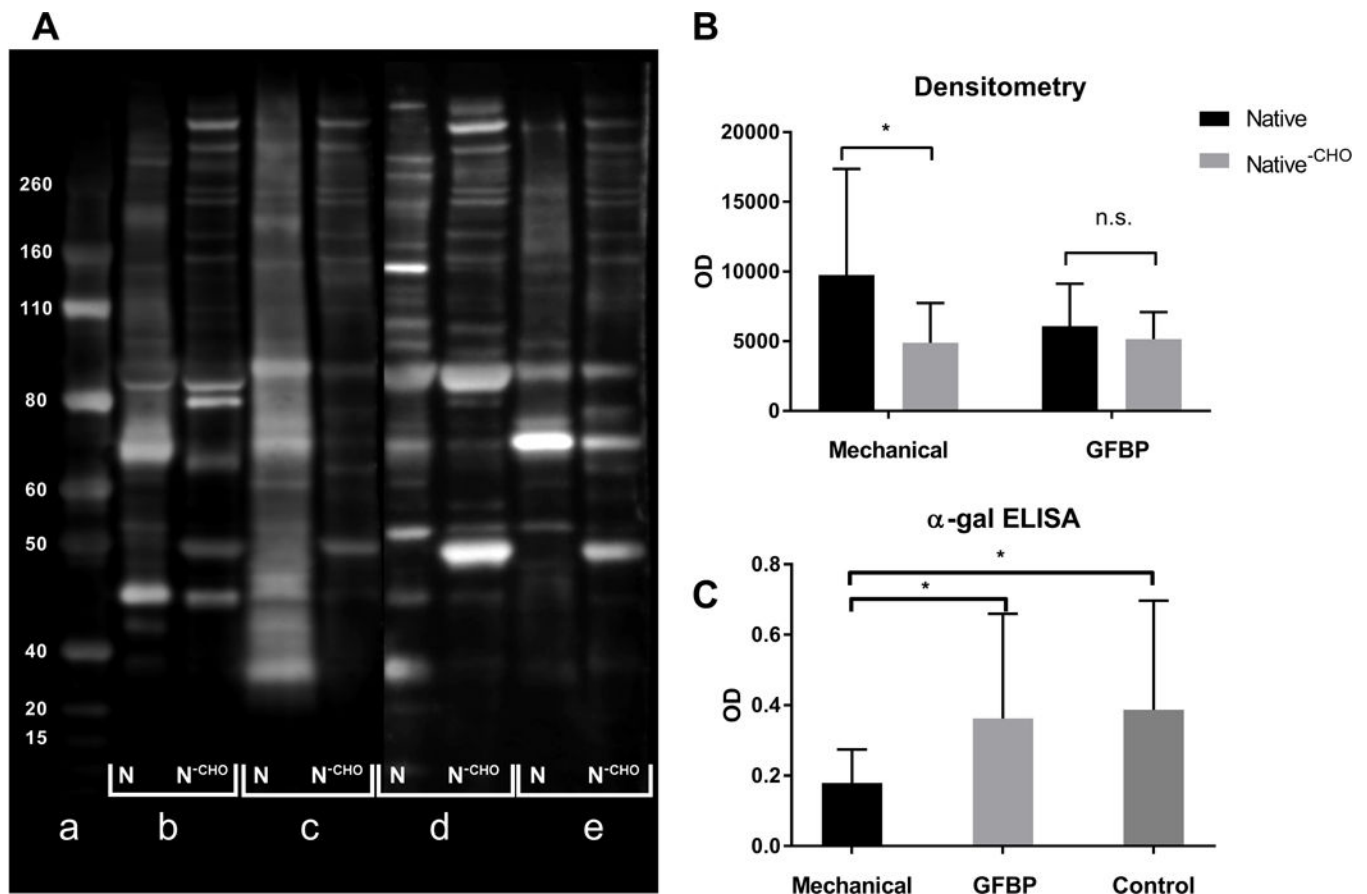 A
260
160
110
80
60
50
40
20
15
N N-CHO N N-CHO N N-CHO N N-CHO
a b c d e
B
Densitometry
Native
Native-CHO
20000
15000
10000
5000
0
OD
*
n.s.
Mechanical GFBP
C
α-gal ELISA
0.8
0.6
0.4
0.2
0.0
OD
*
*
Mechanical GFBP Control